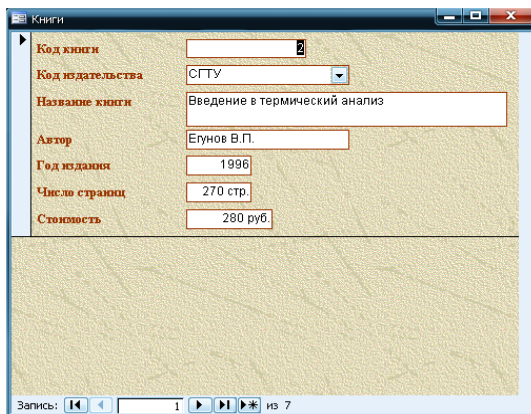 Книги
Код книги 2
Код издательства СГТУ
Название книги Введение в термический анализ
Автор Егунов В.П.
Год издания 1996
Число страниц 270 стр.
Стоимость 280 руб.
Запись: 1 из 7